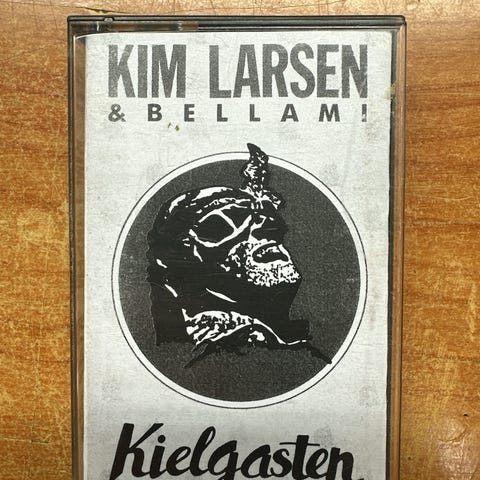 KIM LARSEN
& BELLAMI
Kielgasten